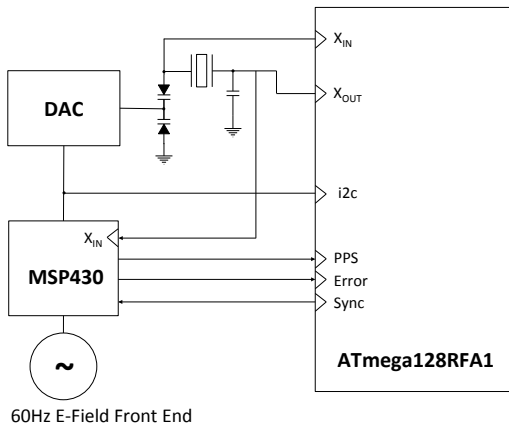 X_IN
DAC
X_OUT
i2c
X_IN
MSP430
PPS
Error
Sync
~
ATmega128RFA1
60Hz E-Field Front End